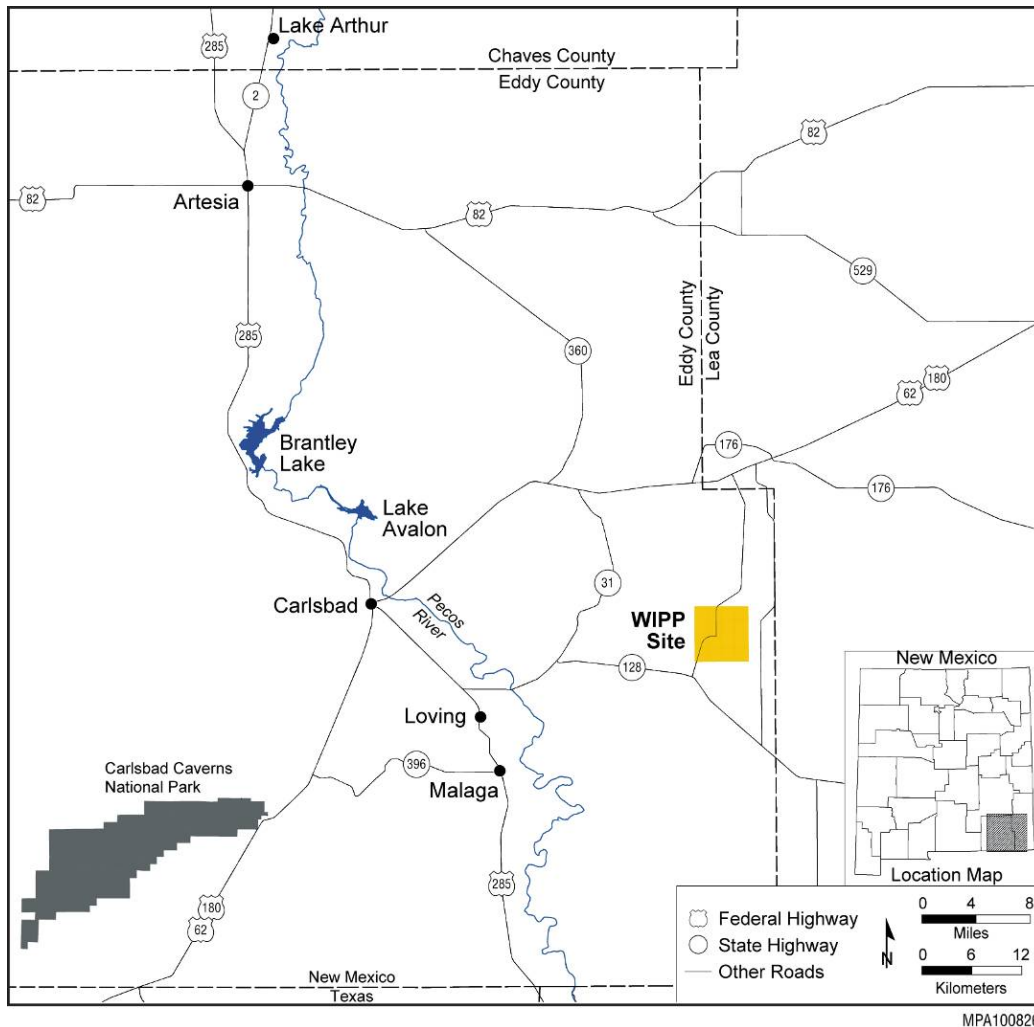 Lake Arthur
285
Chaves County
Eddy County
2
82
82
Artesia
82
529
Eddy County
Lea County
285
360
180
62
Brantley
Lake
176
176
Lake
Avalon
31
Carlsbad
Pecos
River
WIPP
Site
128
New Mexico
Loving
396
Malaga
Carlsbad Caverns
National Park
Location Map
285
180
62
Federal Highway
State Highway
Other Roads
N
0 4 8
Miles
0 6 12
Kilometers
New Mexico
Texas
MPA100826